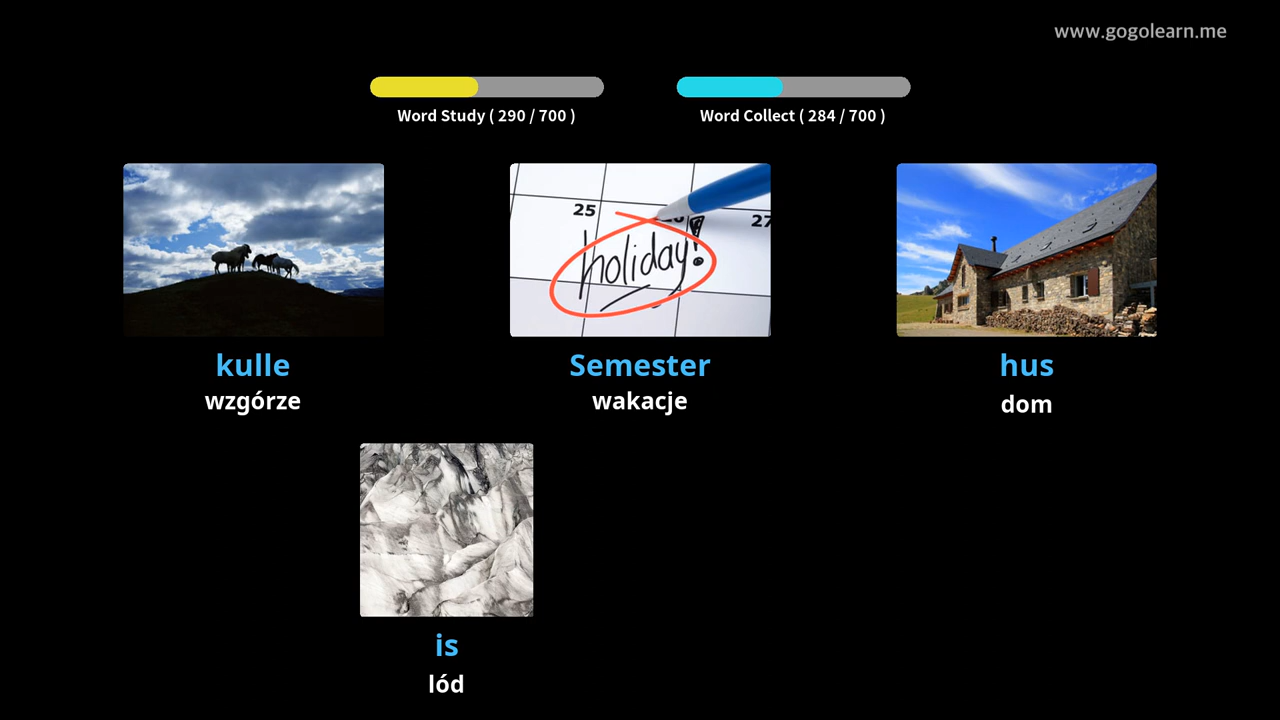 www.gogolearn.me
Word Study ( 290 / 700 )
Word Collect ( 284 / 700 )
25
27
holiday!
kulle
wzgórze
Semester
wakacje
hus
dom
is
lód